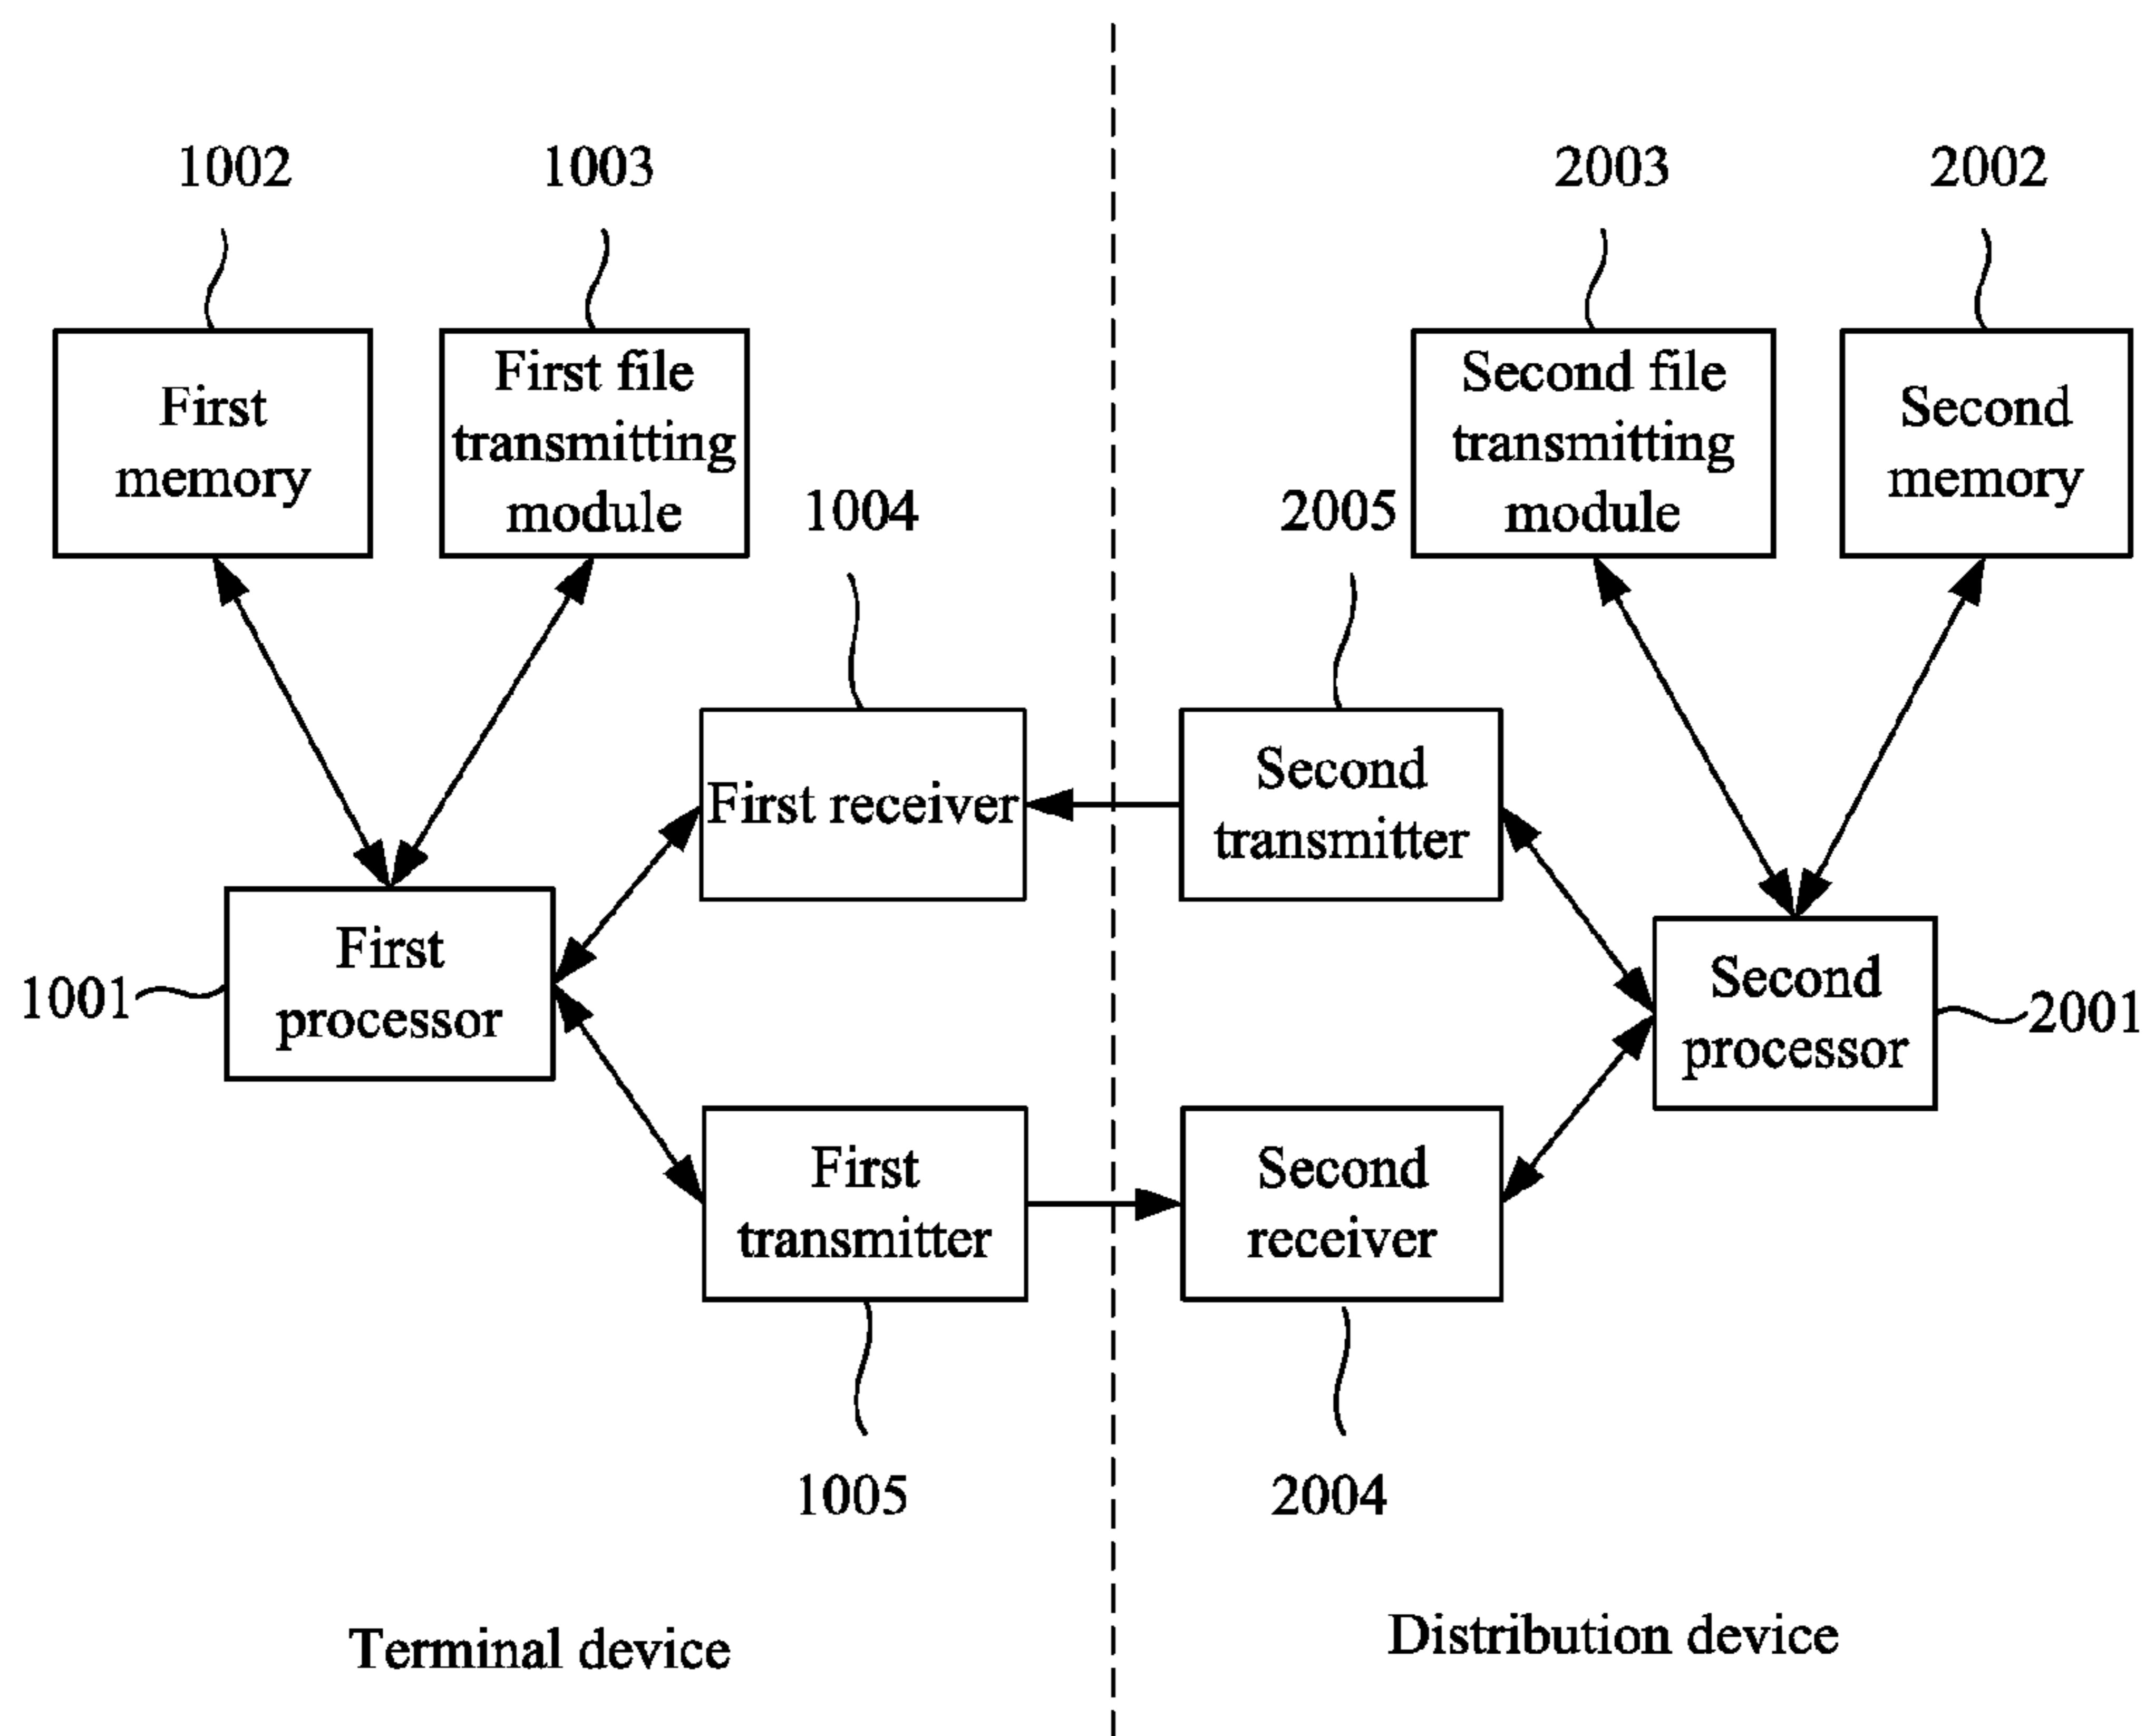 1002
1003
2003
2002
First
memory
First file
transmitting
module
Second file
transmitting
module
Second
memory
1004
2005
First receiver
Second
transmitter
First
processor
1001
Second
processor
2001
First
transmitter
Second
receiver
1005
2004
Terminal device
Distribution device